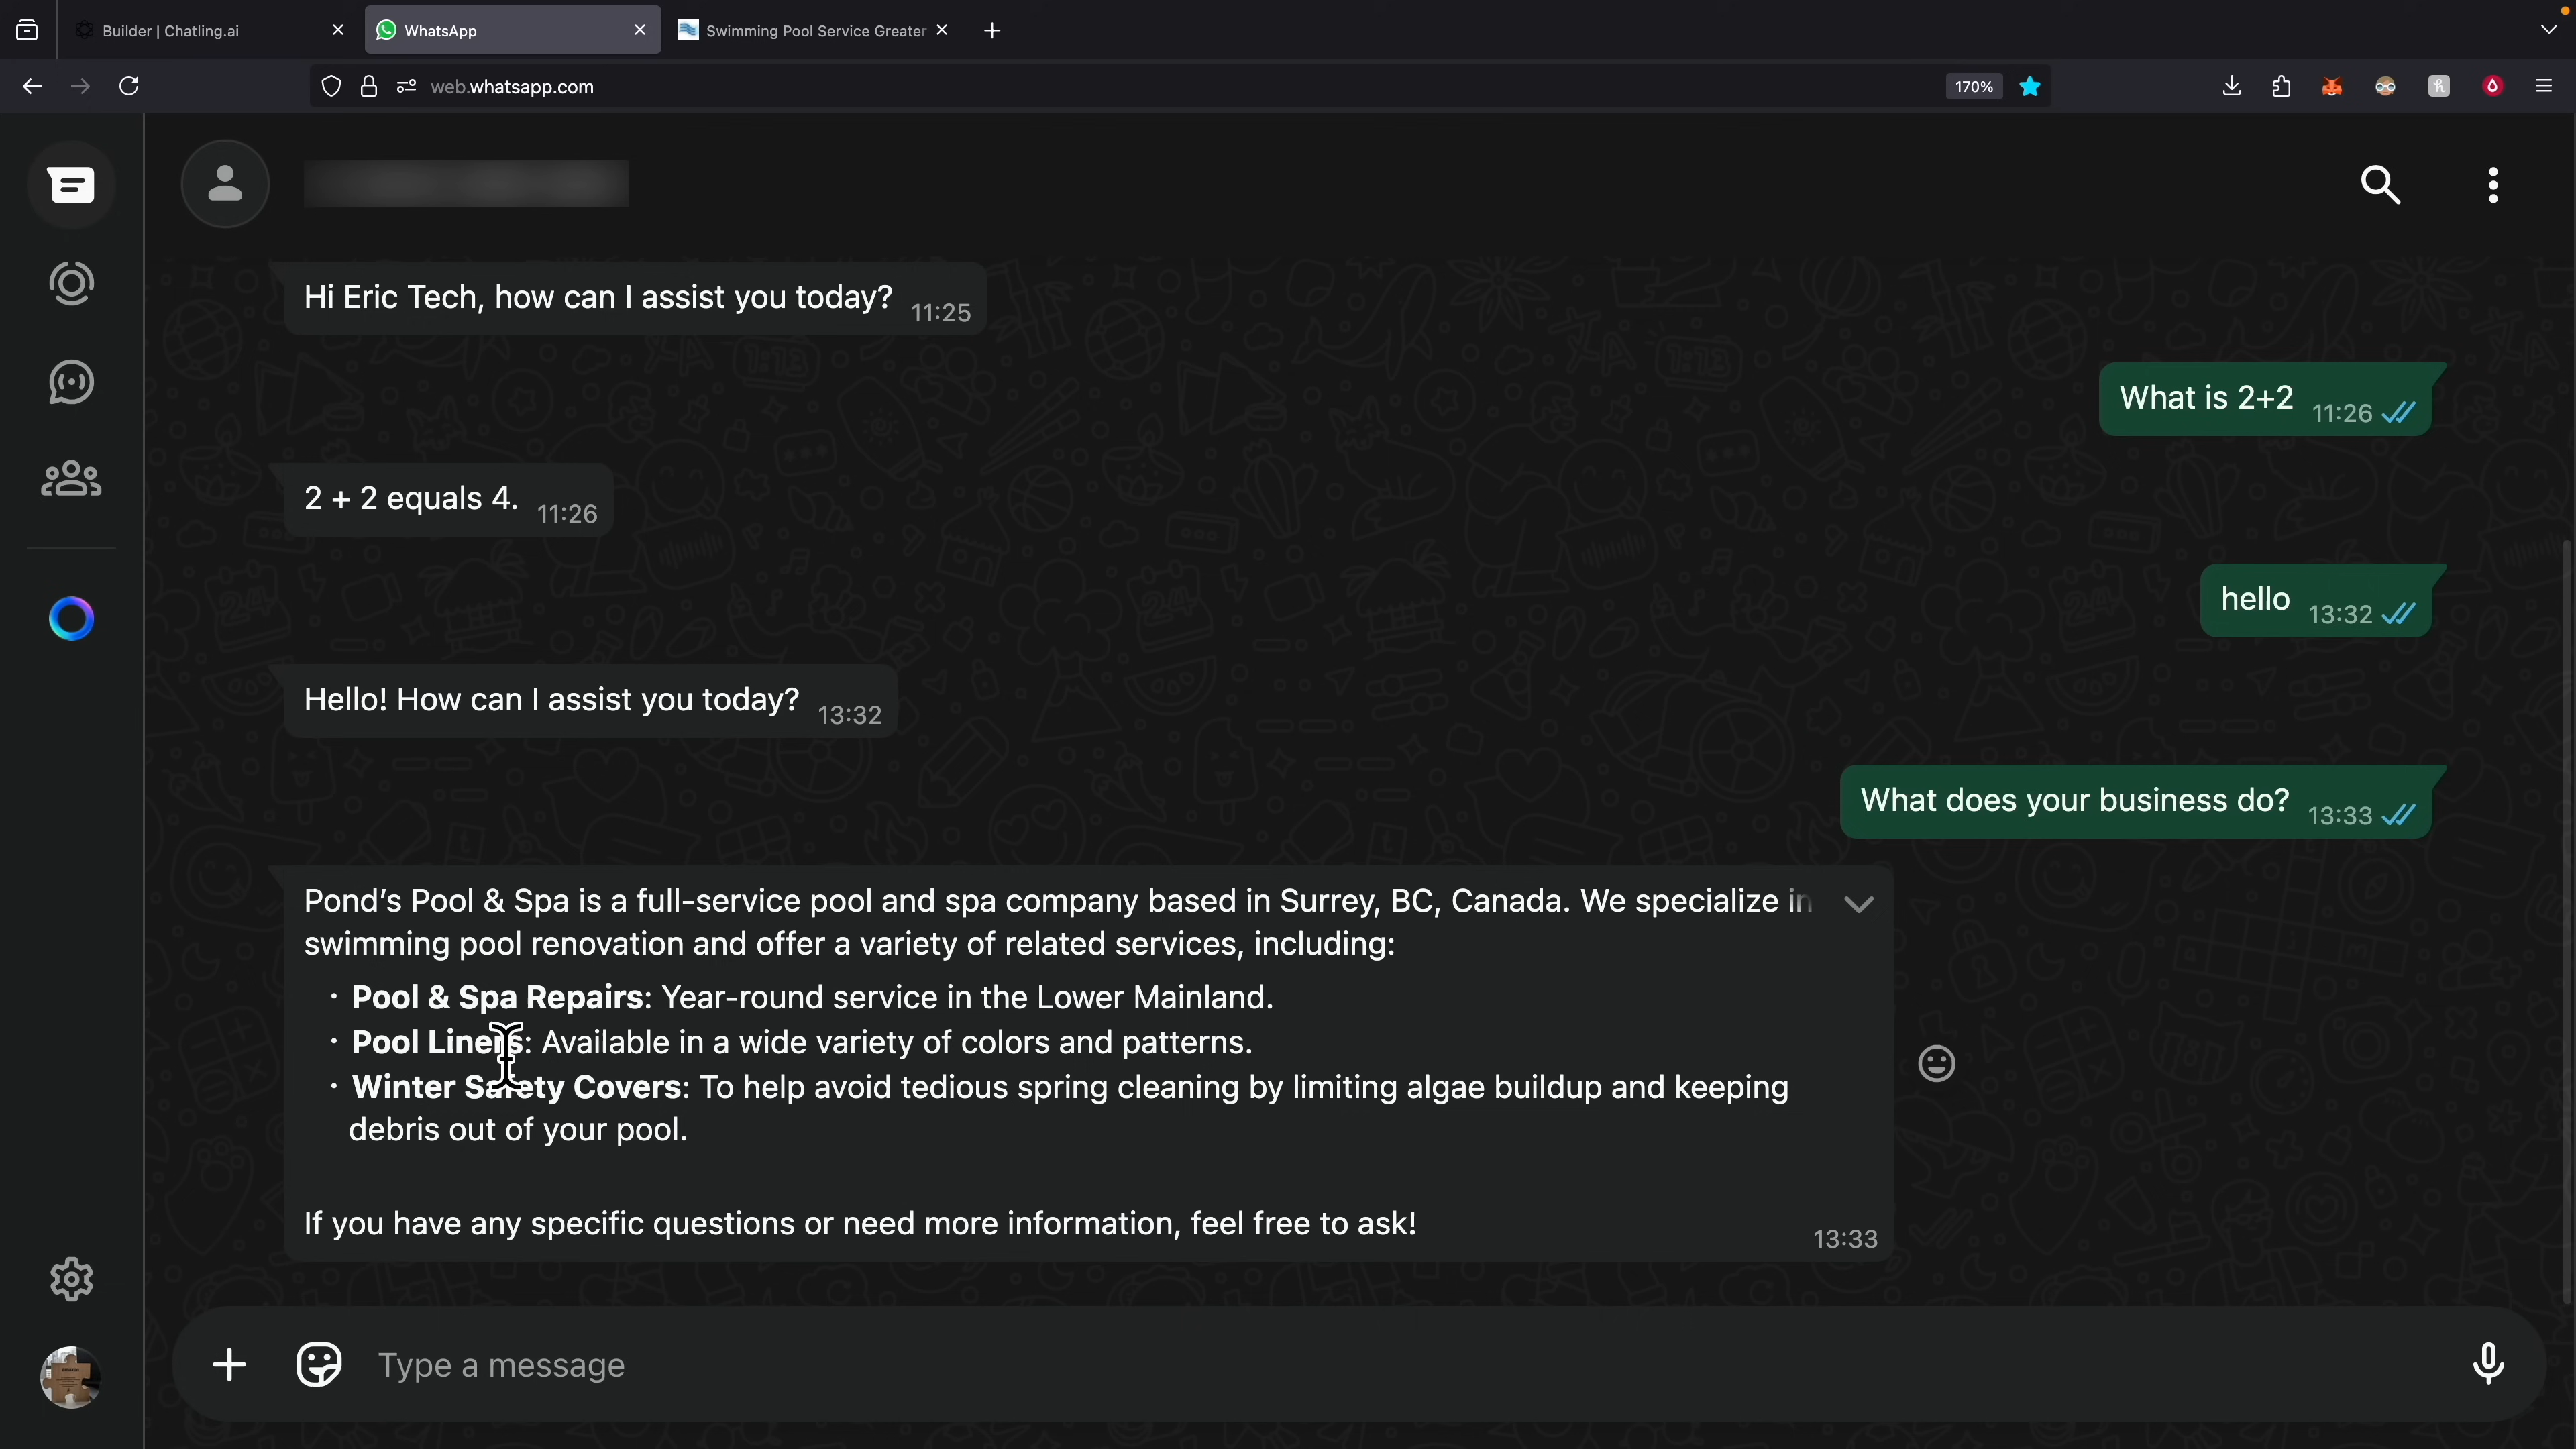 Builder | Chatling.ai
WhatsApp
Swimming Pool Service Greater
web.whatsapp.com
170%
Hi Eric Tech, how can I assist you today? 11:25
What is 2+2 11:26
2 + 2 equals 4. 11:26
hello 13:32
Hello! How can I assist you today? 13:32
What does your business do? 13:33
Pond's Pool & Spa is a full-service pool and spa company based in Surrey, BC, Canada. We specialize in
swimming pool renovation and offer a variety of related services, including:
• Pool & Spa Repairs: Year-round service in the Lower Mainland.
• Pool Liners: Available in a wide variety of colors and patterns.
• Winter Safety Covers: To help avoid tedious spring cleaning by limiting algae buildup and keeping
debris out of your pool.
If you have any specific questions or need more information, feel free to ask!
13:33
Type a message